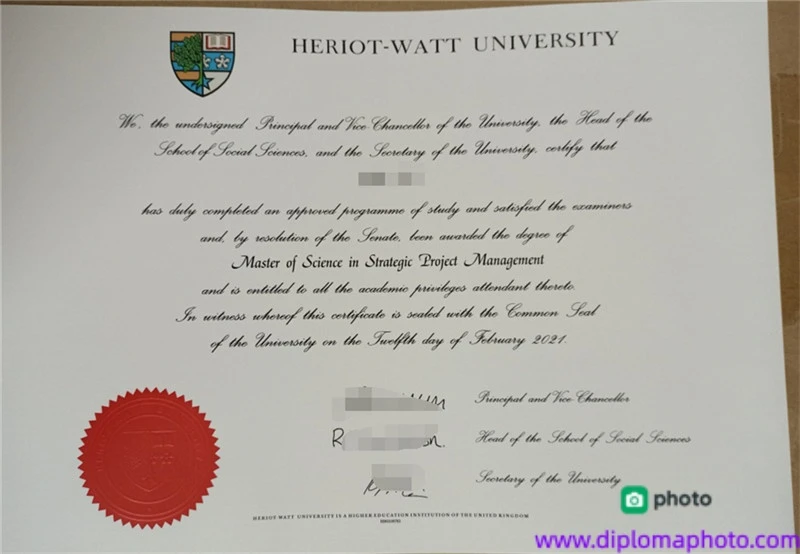 HERIOT-WATT UNIVERSITY
We, the undersigned Principal and Vice-Chancellor of the University, the Head of the
School of Social Sciences, and the Secretary of the University, certify that
has duly completed an approved programme of study and satisfied the examiners
and, by resolution of the Senate, been awarded the degree of
Master of Science in Strategic Project Management
and is entitled to all the academic privileges attendant thereto.
In witness whereof this certificate is sealed with the Common Seal
of the University on the Twelfth day of February 2021.
Principal and Vice Chancellor
Head of the School of Social Sciences
Secretary of the University
HERIOT-WATT UNIVERSITY IS A HIGHER EDUCATION INSTITUTION OF THE UNITED KINGDOM
photo
www.diplomaphoto.com